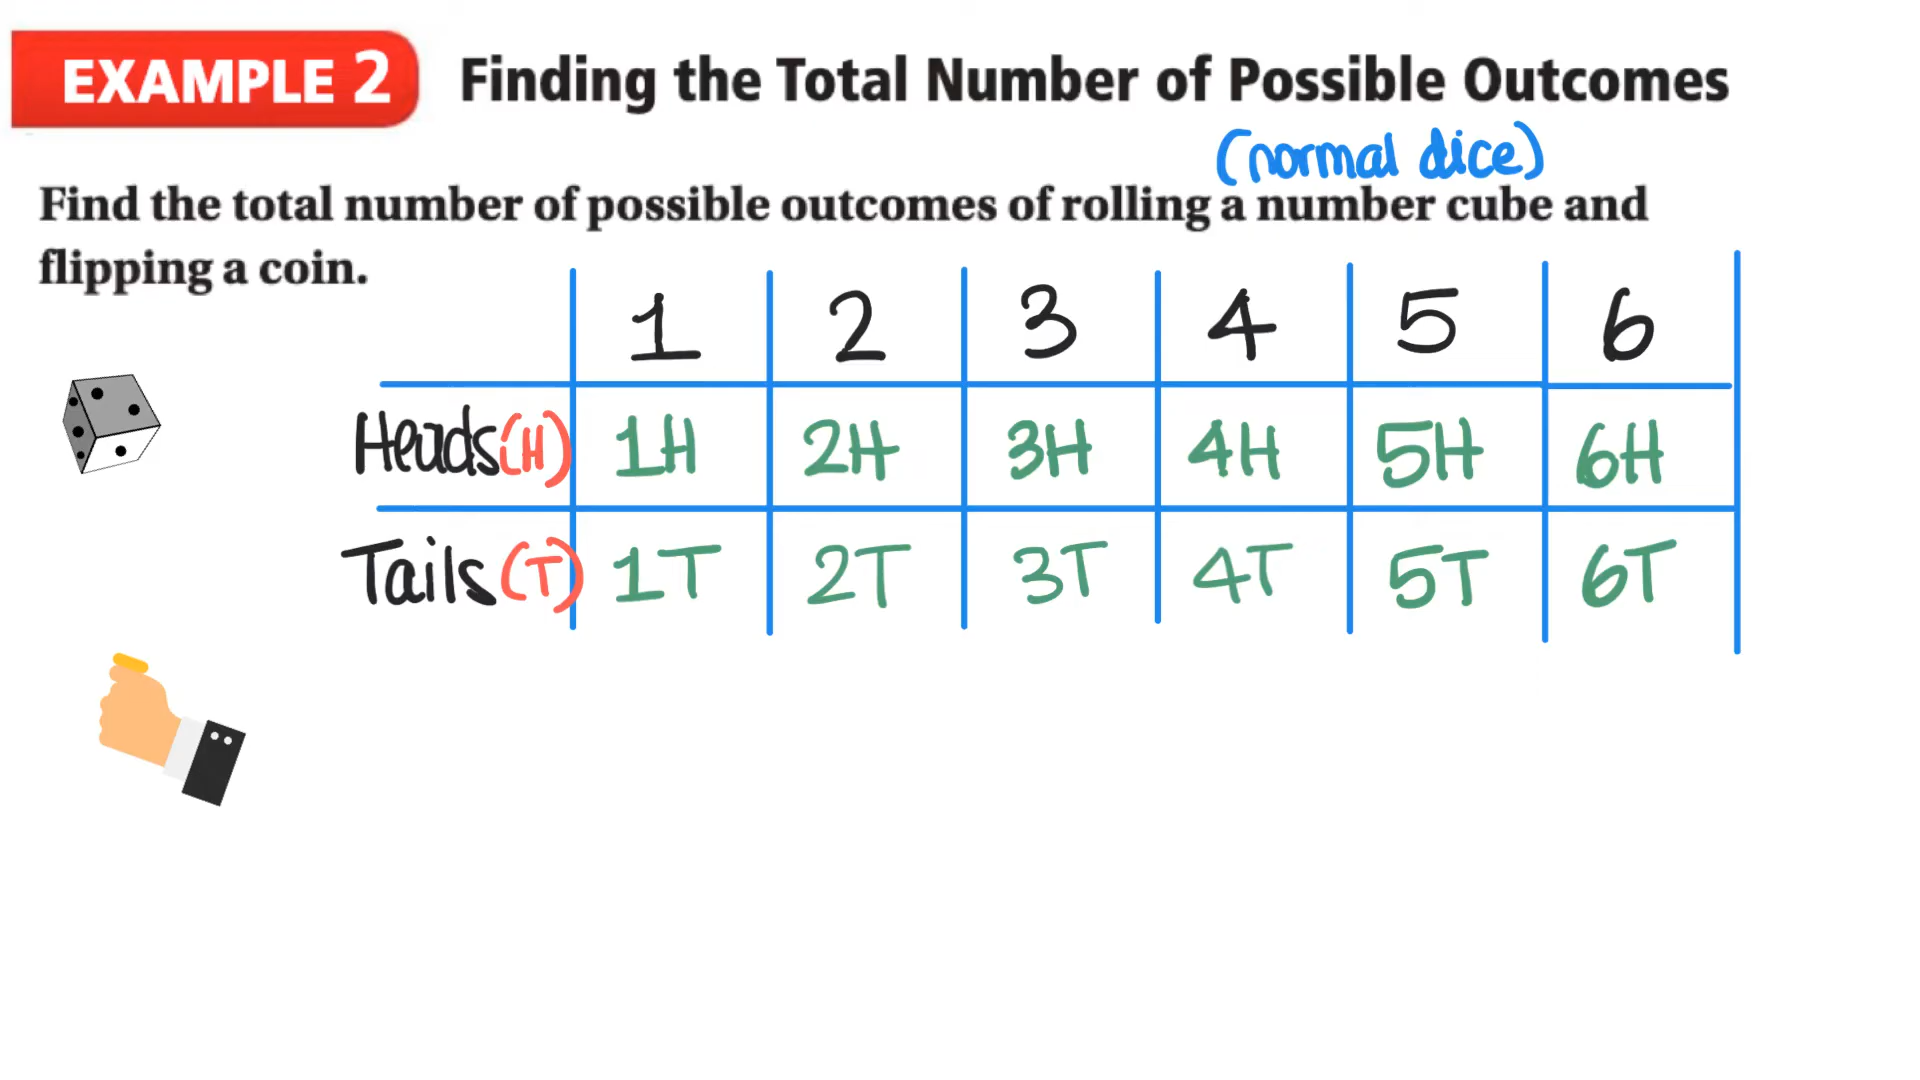 EXAMPLE 2 Finding the Total Number of Possible Outcomes
(normal dice)
Find the total number of possible outcomes of rolling a number cube and
flipping a coin.
1 2 3 4 5 6
Heads (H) 1H 2H 3H 4H 5H 6H
Tails (T) 1T 2T 3T 4T 5T 6T